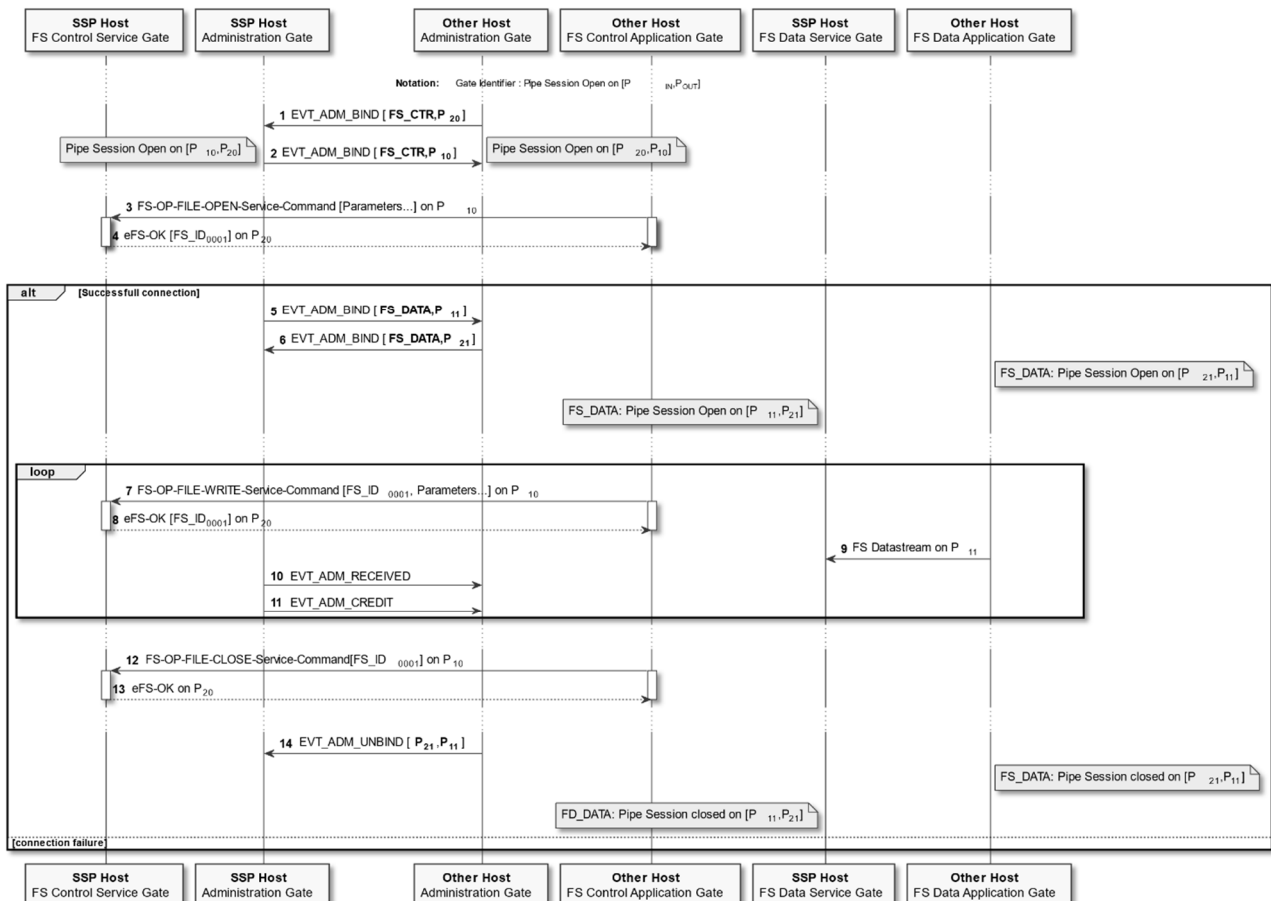 SSP Host SSP Host Other Host Other Host SSP Host Other Host
FS Control Service Gate Administration Gate Administration Gate FS Control Application Gate FS Data Service Gate FS Data Application Gate
Notation: Gate Identifier : Pipe Session Open on [P IN,POUT]
1 EVT_ADM_BIND [ FS_CTR,P 20]
Pipe Session Open on [P 10,P20] 2 EVT_ADM_BIND [ FS_CTR,P 10] Pipe Session Open on [P 20,P10]
3 FS-OP-FILE-OPEN-Service-Command [Parameters...] on P 10
4 eFS-OK [FS_ID0001] on P20
alt [Successfull connection]
5 EVT_ADM_BIND [ FS_DATA,P 11]
6 EVT_ADM_BIND [ FS_DATA,P 21]
FS_DATA: Pipe Session Open on [P 21,P11]
FS_DATA: Pipe Session Open on [P 11,P21]
loop
7 FS-OP-FILE-WRITE-Service-Command [FS_ID 0001, Parameters...] on P 10
8 eFS-OK [FS_ID0001] on P20
9 FS Datastream on P 11
10 EVT_ADM_RECEIVED
11 EVT_ADM_CREDIT
12 FS-OP-FILE-CLOSE-Service-Command[FS_ID 0001] on P10
13 eFS-OK on P20
14 EVT_ADM_UNBIND [ P21,P11]
FS_DATA: Pipe Session closed on [P 21,P11]
FD_DATA: Pipe Session closed on [P 11,P21]
[connection failure]
SSP Host SSP Host Other Host Other Host SSP Host Other Host
FS Control Service Gate Administration Gate Administration Gate FS Control Application Gate FS Data Service Gate FS Data Application Gate